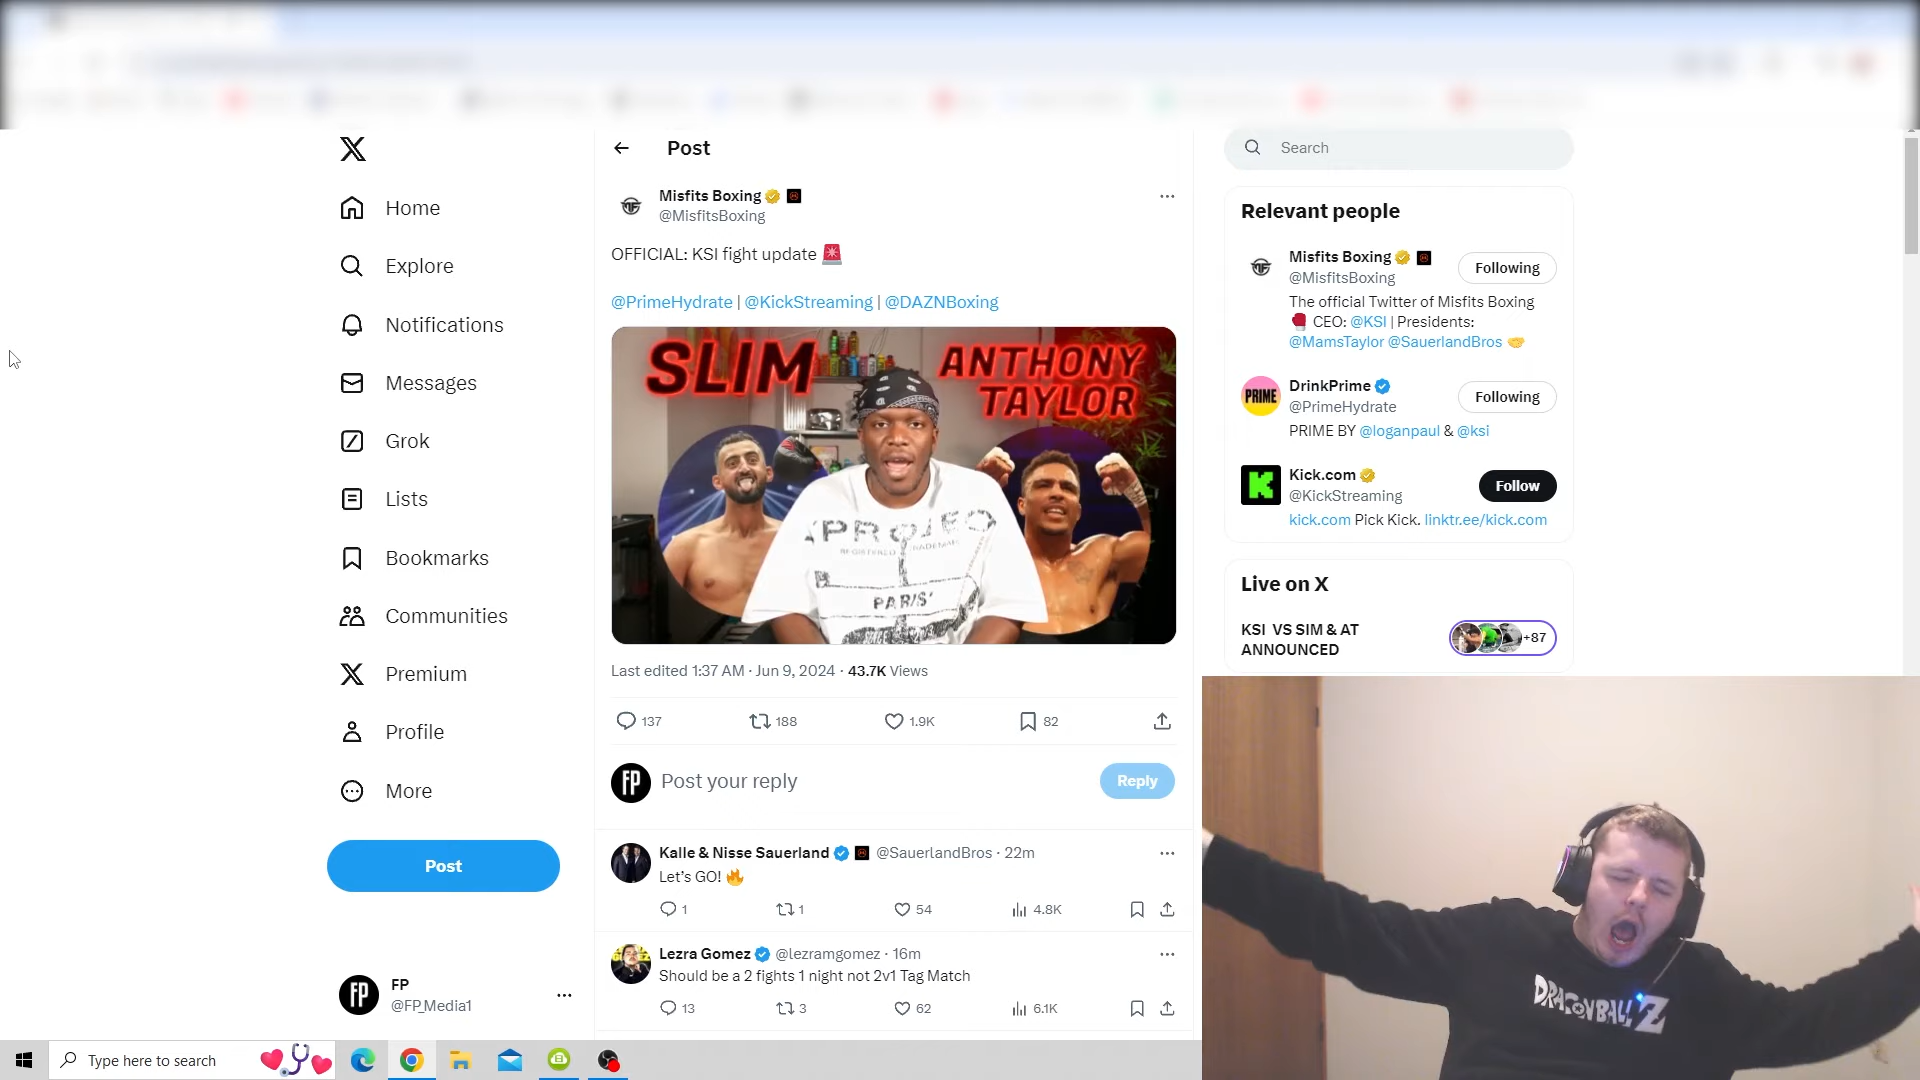 Home
Explore
Notifications
Messages
Grok
Lists
Bookmarks
Communities
Premium
Profile
More
Post
FP
@FP_Media1
Post
Misfits Boxing
@MisfitsBoxing
OFFICIAL: KSI fight update 🚨
@PrimeHydrate | @KickStreaming | @DAZNBoxing
SLIM
ANTHONY
TAYLOR
PARIS'
Last edited 1:37 AM · Jun 9, 2024 · 43.7K Views
137 188 1.9K 82
FP Post your reply Reply
Kalle & Nisse Sauerland @SauerlandBros · 22m
Let's GO! 🔥
1 1 54 4.8K
Lezra Gomez @lezramgomez · 16m
Should be a 2 fights 1 night not 2v1 Tag Match
13 3 62 6.1K
Search
Relevant people
Misfits Boxing
@MisfitsBoxing
Following
The official Twitter of Misfits Boxing
🥊 CEO: @KSI | Presidents:
@MamsTaylor @SauerlandBros 🤝
PRIME
DrinkPrime
@PrimeHydrate
Following
PRIME BY @loganpaul & @ksi
Kick.com
@KickStreaming
Follow
kick.com Pick Kick. linktr.ee/kick.com
Live on X
KSI VS SIM & AT
ANNOUNCED
+87
DRAGONBALL Z
Type here to search